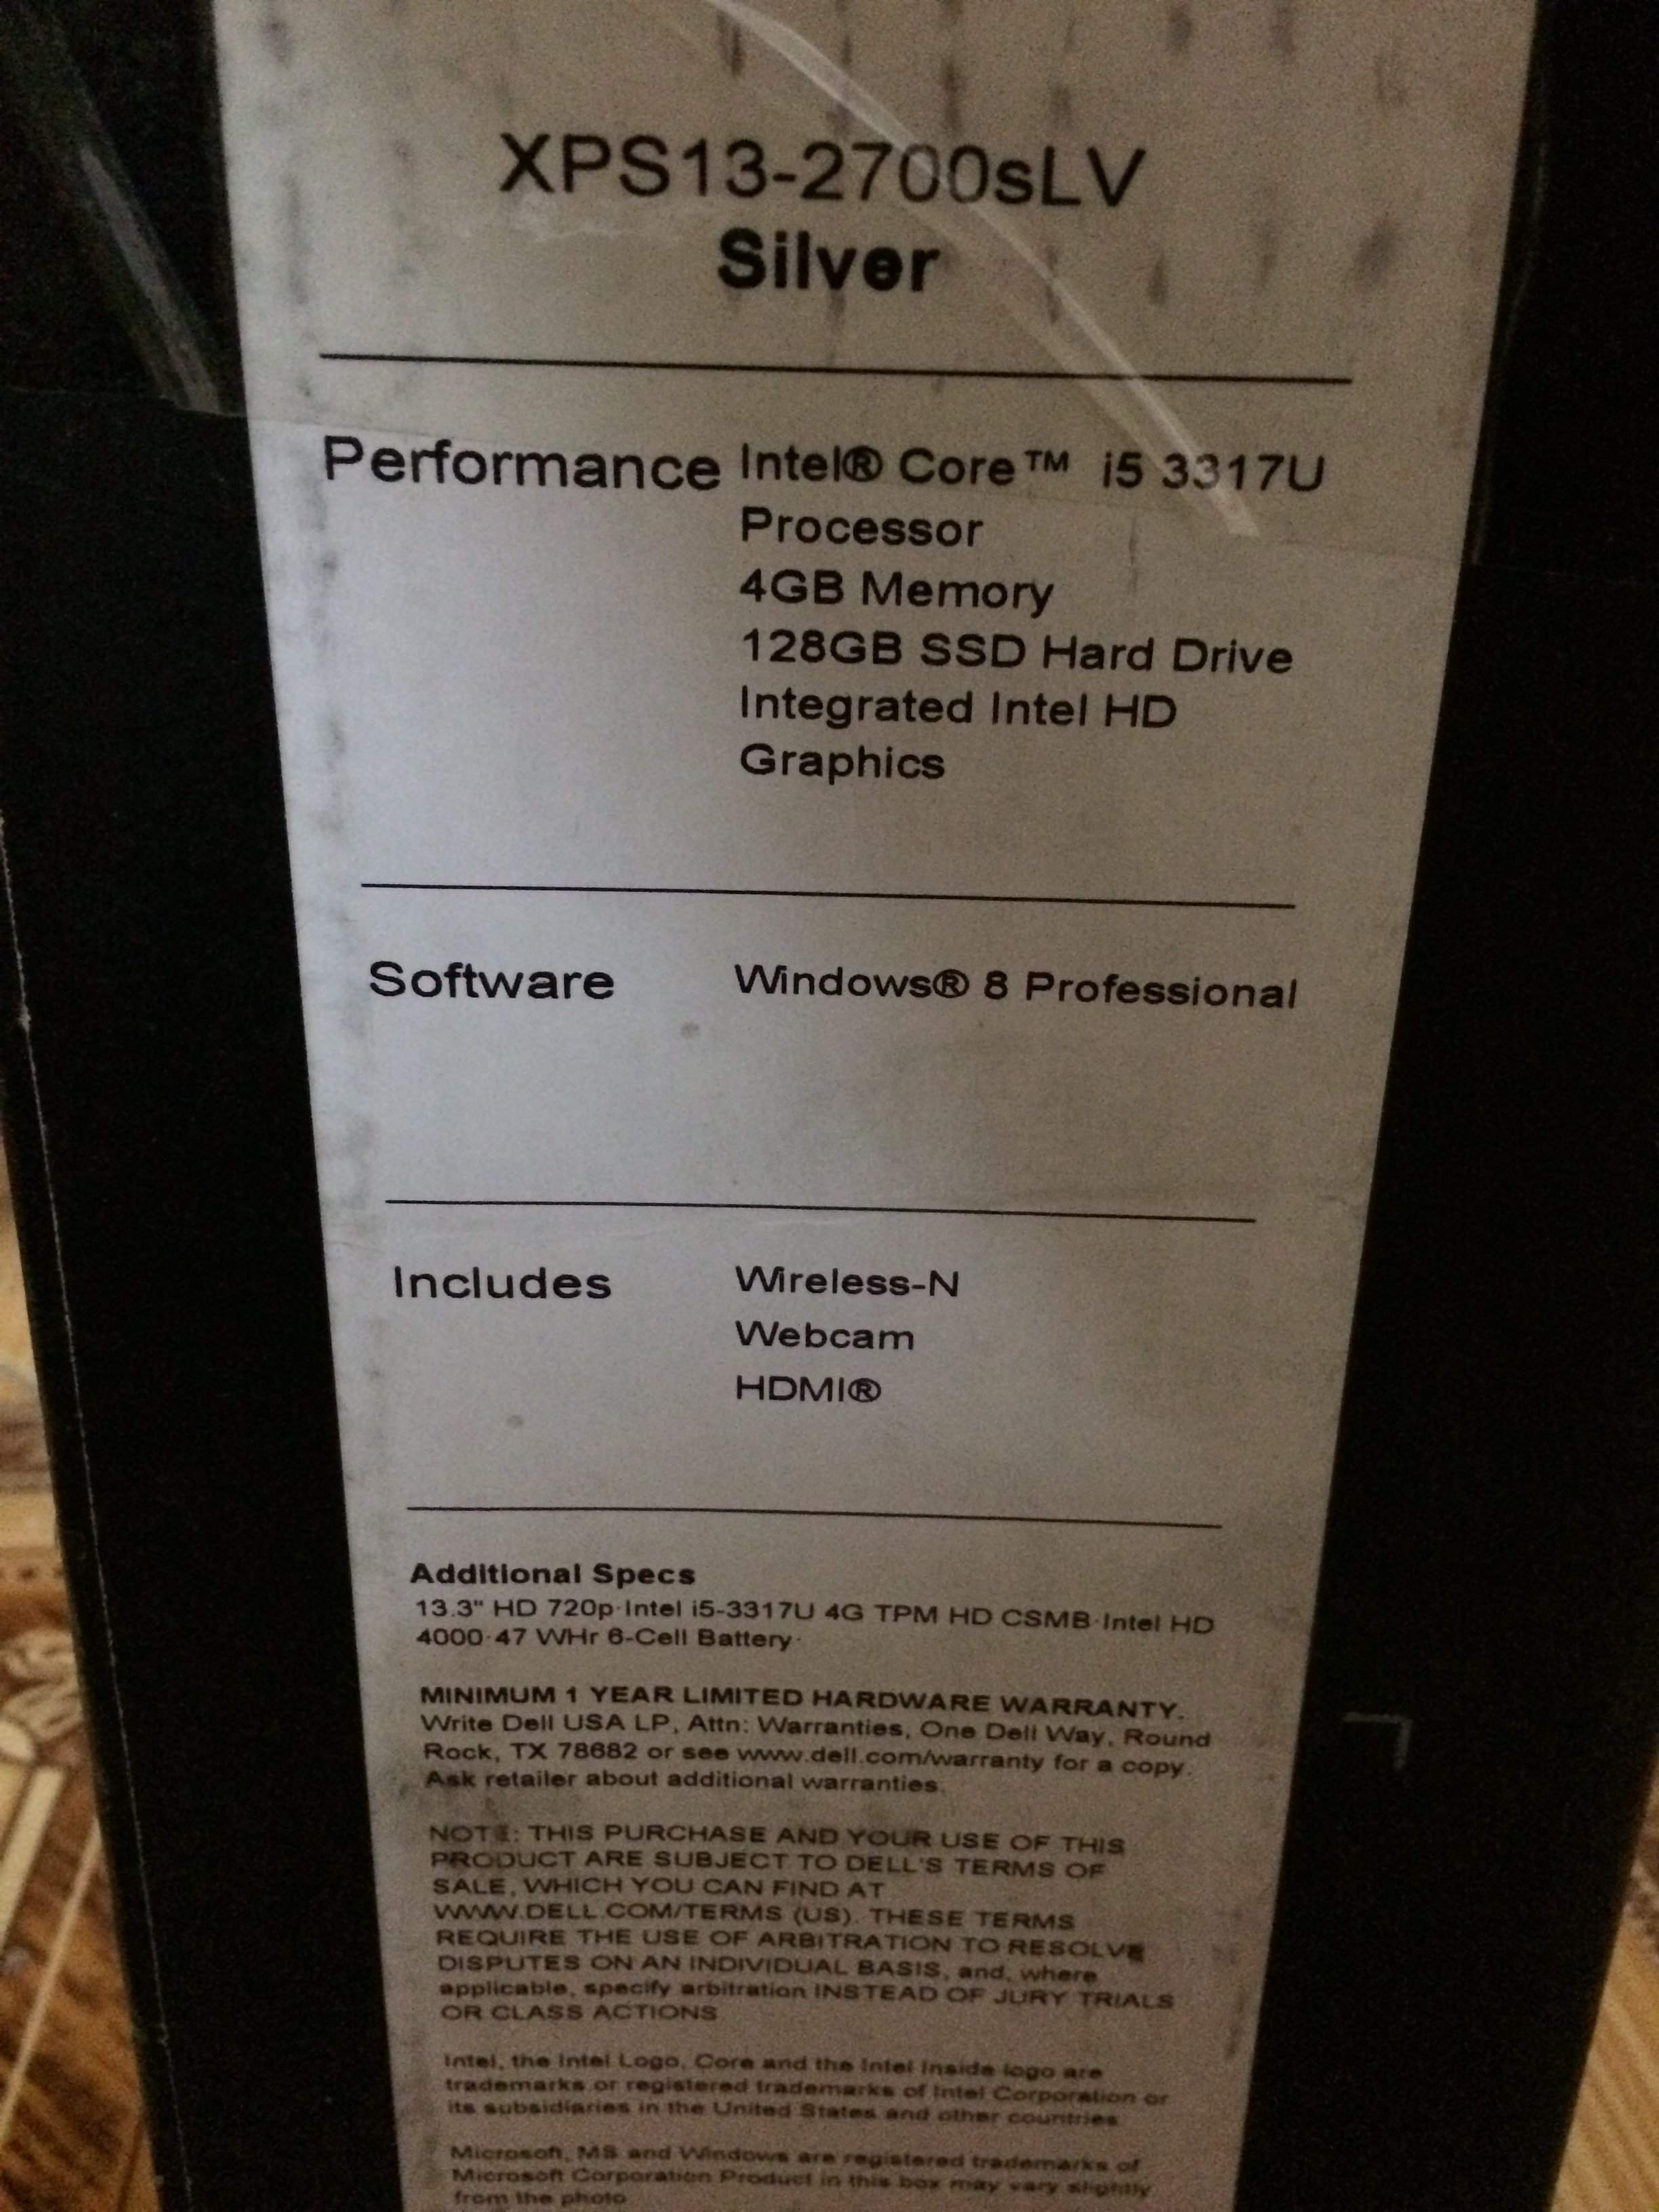 XPS13-2700sLV
Silver
Performance Intel® Core™ i5 3317U
Processor
4GB Memory
128GB SSD Hard Drive
Integrated Intel HD
Graphics
Software Windows® 8 Professional
Includes Wireless-N
Webcam
HDMI®
Additional Specs
13.3" HD 720p·Intel i5-3317U 4G TPM HD CSMB·Intel HD
4000·47 WHr 6-Cell Battery·
MINIMUM 1 YEAR LIMITED HARDWARE WARRANTY.
Write Dell USA LP, Attn: Warranties, One Dell Way, Round
Rock, TX 78682 or see www.dell.com/warranty for a copy.
Ask retailer about additional warranties.
NOTE: THIS PURCHASE AND YOUR USE OF THIS
PRODUCT ARE SUBJECT TO DELL'S TERMS OF
SALE, WHICH YOU CAN FIND AT
WWW.DELL.COM/TERMS (US). THESE TERMS
REQUIRE THE USE OF ARBITRATION TO RESOLVE
DISPUTES ON AN INDIVIDUAL BASIS, and, where
applicable, specify arbitration INSTEAD OF JURY TRIALS
OR CLASS ACTIONS
Intel, the Intel Logo, Core and the Intel Inside logo are
trademarks or registered trademarks of Intel Corporation or
its subsidiaries in the United States and other countries
Microsoft, MS and Windows are registered trademarks of
Microsoft Corporation Product in this box may vary slightly
from the photo